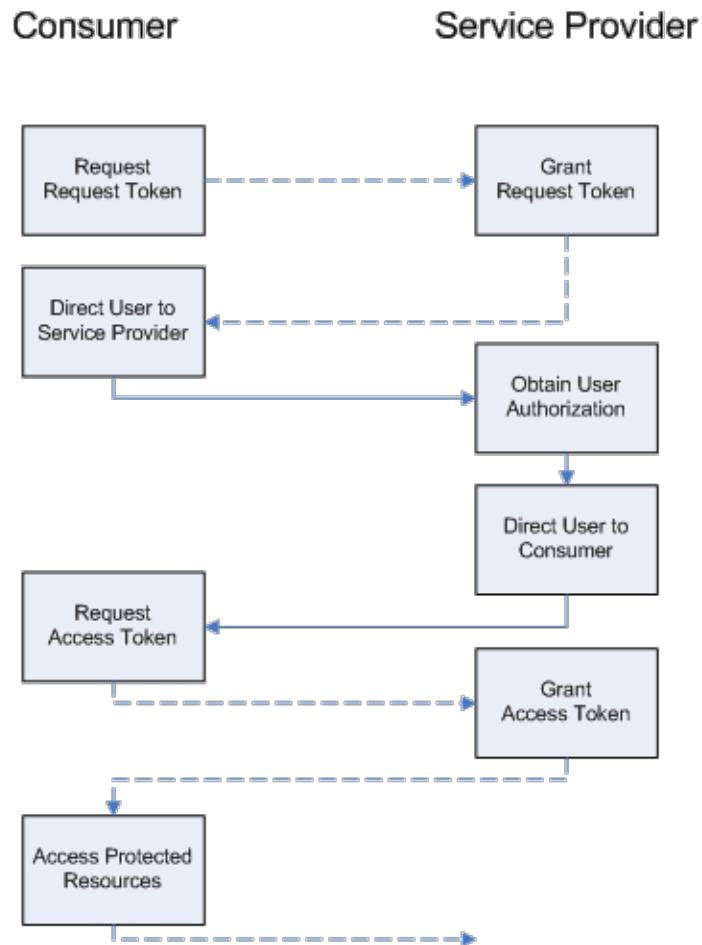 Consumer
Service Provider
Request
Request Token
Grant
Request Token
Direct User to
Service Provider
Obtain User
Authorization
Direct User to
Consumer
Request
Access Token
Grant
Access Token
Access Protected
Resources